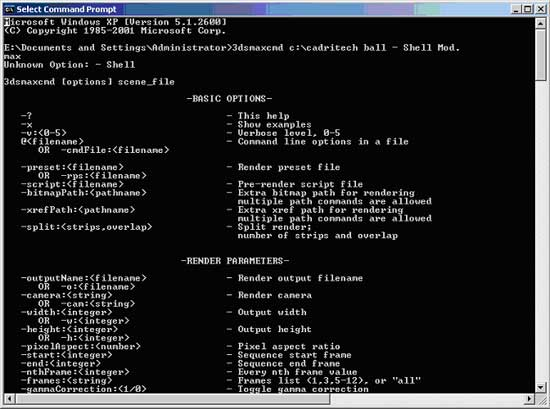 Select Command Prompt
Microsoft Windows XP [Version 5.1.2600]
(C) Copyright 1985-2001 Microsoft Corp.
E:\Documents and Settings\Administrator>3dsmaxcmd c:\cadritech ball - Shell Mod.
max
Unknown Option: - Shell
3dsmaxcmd [options] scene_file
-BASIC OPTIONS-
-? - This help
-x - Show examples
-v:<0-5> - Verbose level, 0-5
@<filename> - Command line options in a file
OR -cmdFile:<filename>
-preset:<filename> - Render preset file
OR -rps:<filename>
-script:<filename> - Pre-render script file
-bitmapPath:<pathname> - Extra bitmap path for rendering
multiple path commands are allowed
-xrefPath:<pathname> - Extra xref path for rendering
multiple path commands are allowed
-split:<strips,overlap> - Split render;
number of strips and overlap
-RENDER PARAMETERS-
-outputName:<filename> - Render output filename
OR -o:<filename>
-camera:<string> - Render camera
OR -cam:<string>
-width:<integer> - Output width
OR -w:<integer>
-height:<integer> - Output height
OR -h:<integer>
-pixelAspect:<number> - Pixel aspect ratio
-start:<integer> - Sequence start frame
-end:<integer> - Sequence end frame
-nthFrame:<integer> - Every nth frame value
-frames:<string> - Frames list (1,3,5-12), or "all"
-gammaCorrection:<1/0> - Toggle gamma correction